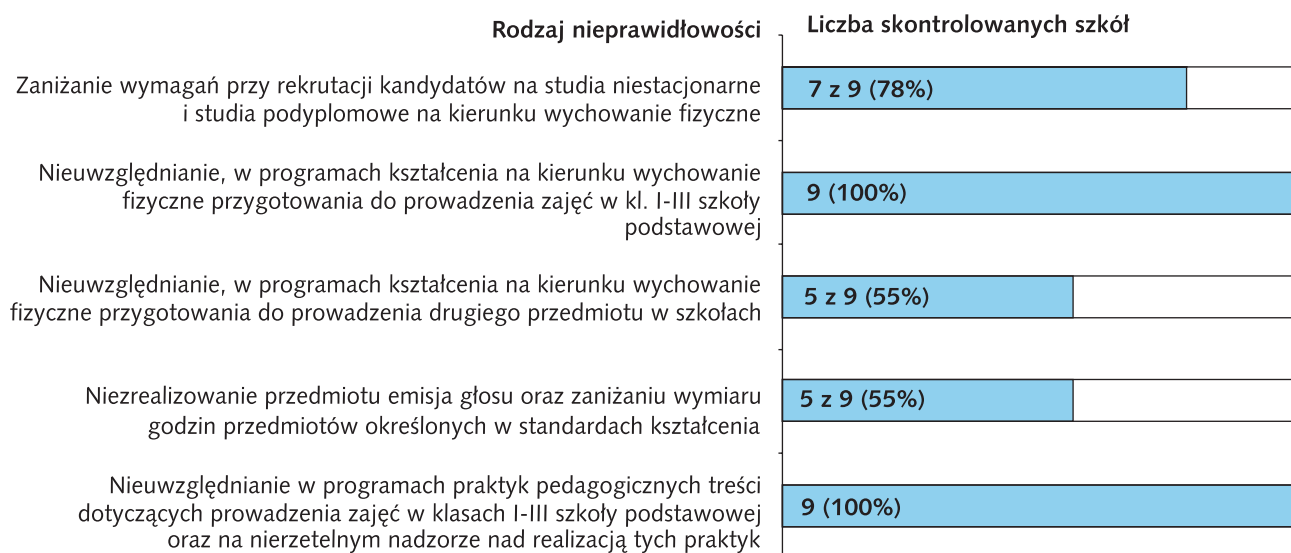 Rodzaj nieprawidłowości
Liczba skontrolowanych szkół
Zaniżanie wymagań przy rekrutacji kandydatów na studia niestacjonarne
i studia podyplomowe na kierunku wychowanie fizyczne
7 z 9 (78%)
Nieuwzględnianie, w programach kształcenia na kierunku wychowanie
fizyczne przygotowania do prowadzenia zajęć w kl. I-III szkoły
podstawowej
9 (100%)
Nieuwzględnianie, w programach kształcenia na kierunku wychowanie
fizyczne przygotowania do prowadzenia drugiego przedmiotu w szkołach
5 z 9 (55%)
Niezrealizowanie przedmiotu emisja głosu oraz zaniżaniu wymiaru
godzin przedmiotów określonych w standardach kształcenia
5 z 9 (55%)
Nieuwzględnianie w programach praktyk pedagogicznych treści
dotyczących prowadzenia zajęć w klasach I-III szkoły podstawowej
oraz na nierzetelnym nadzorze nad realizacją tych praktyk
9 (100%)